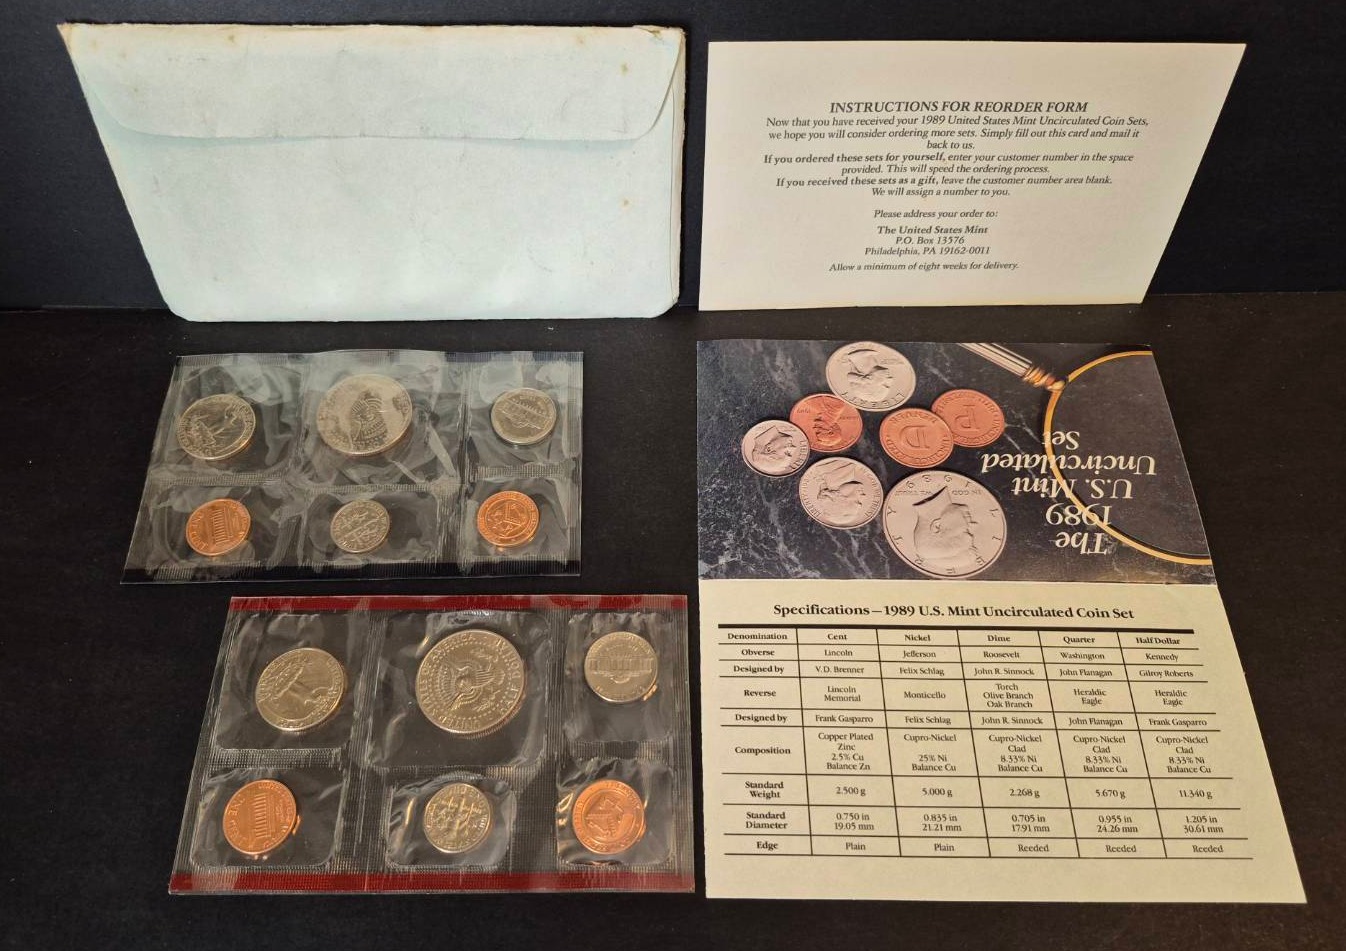 INSTRUCTIONS FOR REORDER FORM
Now that you have received your 1989 United States Mint Uncirculated Coin Sets,
we hope you will consider ordering more sets. Simply fill out this card and mail it
back to us.
If you ordered these sets for yourself, enter your customer number in the space
provided. This will speed the ordering process.
If you received these sets as a gift, leave the customer number area blank.
We will assign a number to you.
Please address your order to:
The United States Mint
P.O. Box 13576
Philadelphia, PA 19162-0011
Allow a minimum of eight weeks for delivery.
The
1989
U.S. Mint
Uncirculated
Set
LIBERTY
1989
Specifications—1989 U.S. Mint Uncirculated Coin Set
Denomination Cent Nickel Dime Quarter Half Dollar
Obverse Lincoln Jefferson Roosevelt Washington Kennedy
Designed by V.D. Brenner Felix Schlag John R. Sinnock John Flanagan Gilroy Roberts
Reverse Lincoln Memorial Monticello Torch Olive Branch Oak Branch Heraldic Eagle Heraldic Eagle
Designed by Frank Gasparro Felix Schlag John R. Sinnock John Flanagan Frank Gasparro
Composition Copper Plated Zinc 2.5% Cu Balance Zn Cupro-Nickel 25% Ni Balance Cu Cupro-Nickel Clad 8.33% Ni Balance Cu Cupro-Nickel Clad 8.33% Ni Balance Cu Cupro-Nickel Clad 8.33% Ni Balance Cu
Standard Weight 2.500 g 5.000 g 2.268 g 5.670 g 11.340 g
Standard Diameter 0.750 in 19.05 mm 0.835 in 21.21 mm 0.705 in 17.91 mm 0.955 in 24.26 mm 1.205 in 30.61 mm
Edge Plain Plain Reeded Reeded Reeded